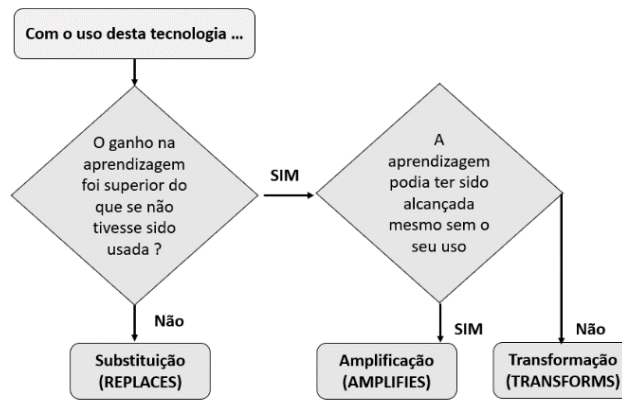 Com o uso desta tecnologia ...
O ganho na
aprendizagem
foi superior do
que se não
tivesse sido
usada ?
SIM
A
aprendizagem
podia ter sido
alcançada
mesmo sem o
seu uso
Não
SIM
Não
Substituição
(REPLACES)
Amplificação
(AMPLIFIES)
Transformação
(TRANSFORMS)